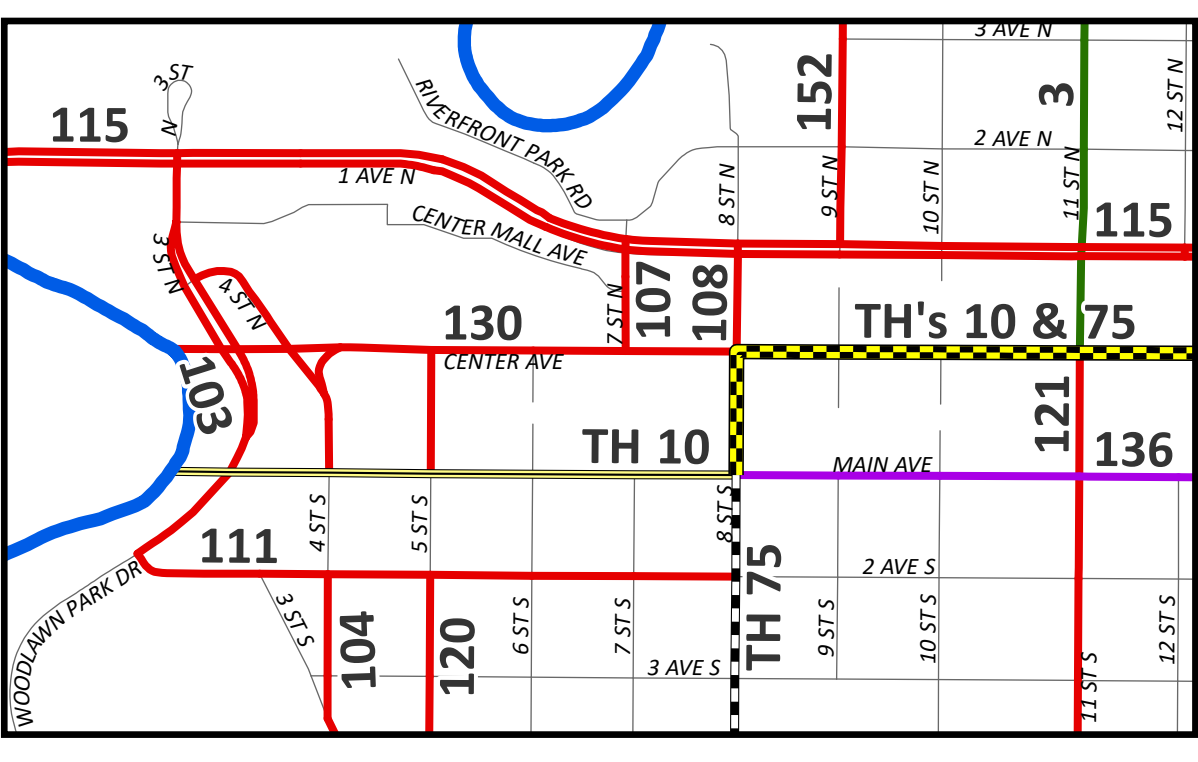 3 AVE N
3 ST
N
152
3
12 ST N
115
RIVERFRONT PARK RD
2 AVE N
1 AVE N
8 ST N
9 ST N
10 ST N
11 ST N
CENTER MALL AVE
115
3 ST N
4 ST N
7 ST N
107
108
130
TH's 10 & 75
CENTER AVE
103
121
TH 10
MAIN AVE
136
4 ST S
5 ST S
8 ST S
111
TH 75
2 AVE S
WOODLAWN PARK DR
3 ST S
104
120
6 ST S
7 ST S
9 ST S
10 ST S
12 ST S
3 AVE S
11 ST S